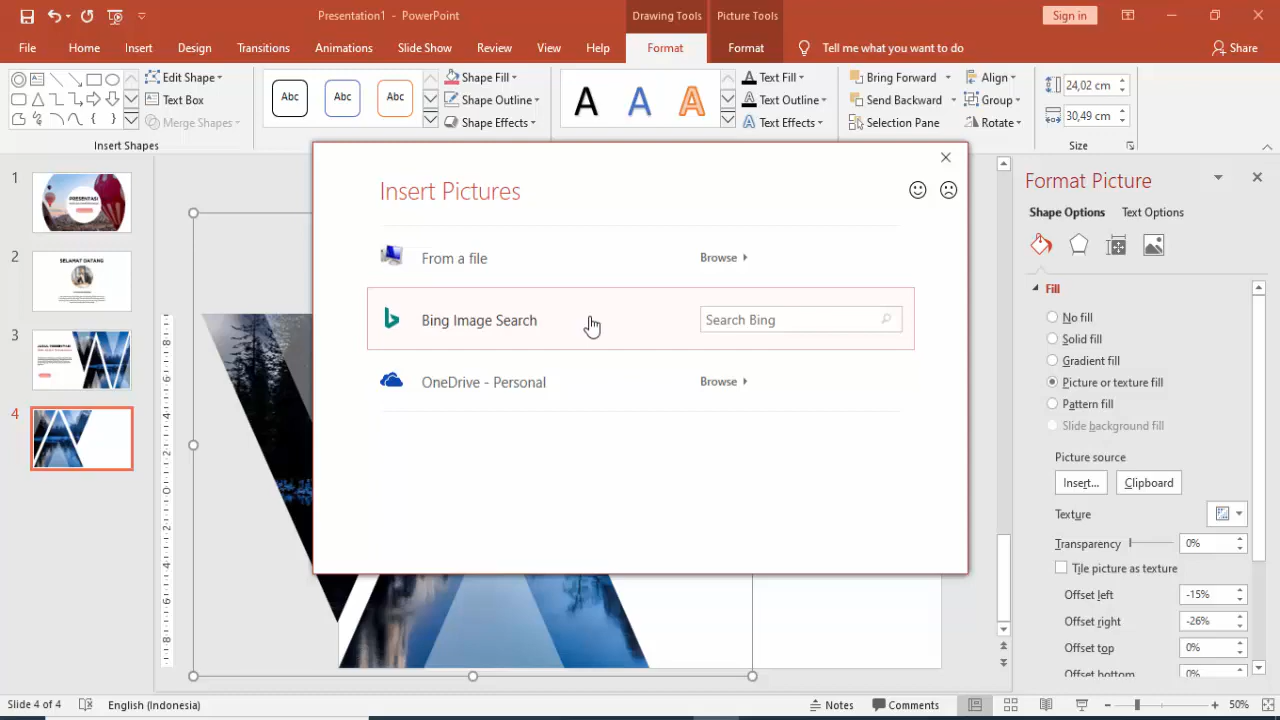 Presentation1 - PowerPoint
Drawing Tools
Picture Tools
Sign in
File
Home
Insert
Design
Transitions
Animations
Slide Show
Review
View
Help
Format
Format
Tell me what you want to do
Share
Edit Shape
Text Box
Merge Shapes
Insert Shapes
Abc
Abc
Abc
Shape Fill
Shape Outline
Shape Effects
A
A
A
Text Fill
Text Outline
Text Effects
Bring Forward
Send Backward
Selection Pane
Align
Group
Rotate
24,02 cm
30,49 cm
Size
1
PRESENTASI
2
SELAMAT DATANG
3
4
Insert Pictures
From a file
Browse
Bing Image Search
Search Bing
OneDrive - Personal
Browse
Format Picture
Shape Options
Text Options
Fill
No fill
Solid fill
Gradient fill
Picture or texture fill
Pattern fill
Slide background fill
Picture source
Insert...
Clipboard
Texture
Transparency
0%
Tile picture as texture
Offset left
-15%
Offset right
-26%
Offset top
0%
Offset bottom
0%
Slide 4 of 4
English (Indonesia)
Notes
Comments
50%